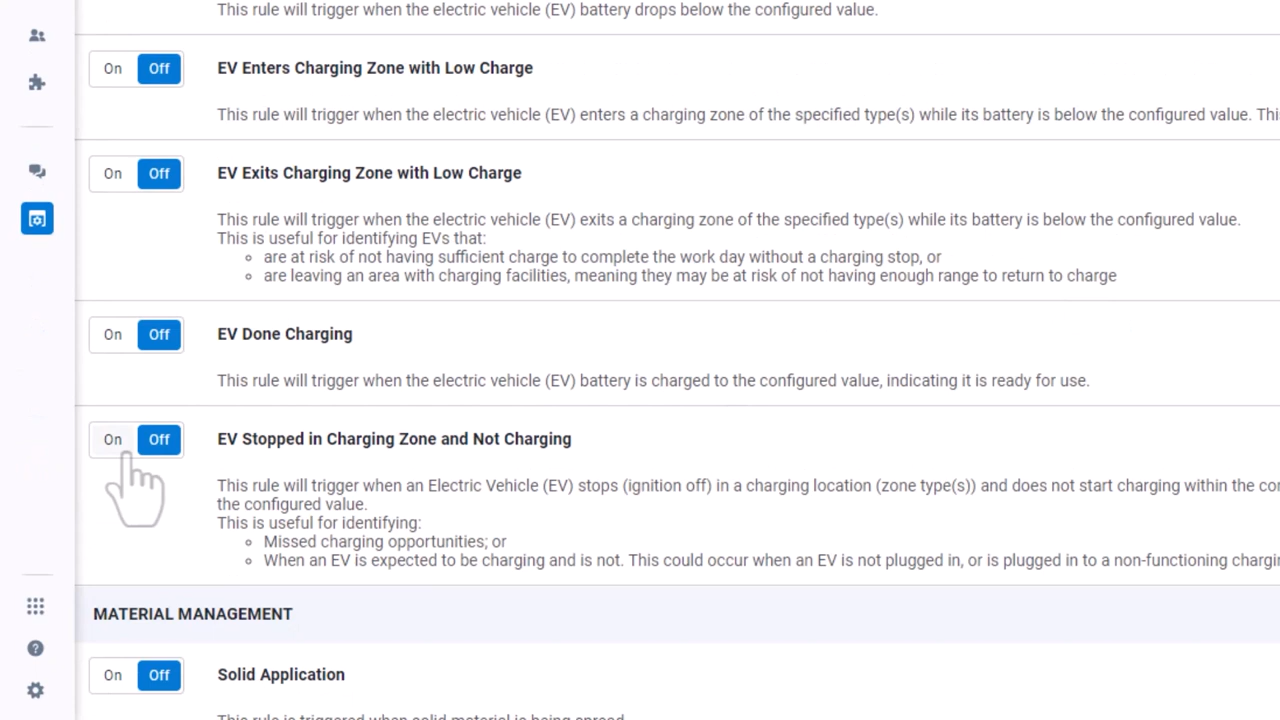 This rule will trigger when the electric vehicle (EV) battery drops below the configured value.
On Off EV Enters Charging Zone with Low Charge
This rule will trigger when the electric vehicle (EV) enters a charging zone of the specified type(s) while its battery is below the configured value.
On Off EV Exits Charging Zone with Low Charge
This rule will trigger when the electric vehicle (EV) exits a charging zone of the specified type(s) while its battery is below the configured value.
This is useful for identifying EVs that:
are at risk of not having sufficient charge to complete the work day without a charging stop, or
are leaving an area with charging facilities, meaning they may be at risk of not having enough range to return to charge
On Off EV Done Charging
This rule will trigger when the electric vehicle (EV) battery is charged to the configured value, indicating it is ready for use.
On Off EV Stopped in Charging Zone and Not Charging
This rule will trigger when an Electric Vehicle (EV) stops (ignition off) in a charging location (zone type(s)) and does not start charging within the
the configured value.
This is useful for identifying:
Missed charging opportunities; or
When an EV is expected to be charging and is not. This could occur when an EV is not plugged in, or is plugged in to a non-functioning
MATERIAL MANAGEMENT
On Off Solid Application
This rule is triggered when solid material is being spread